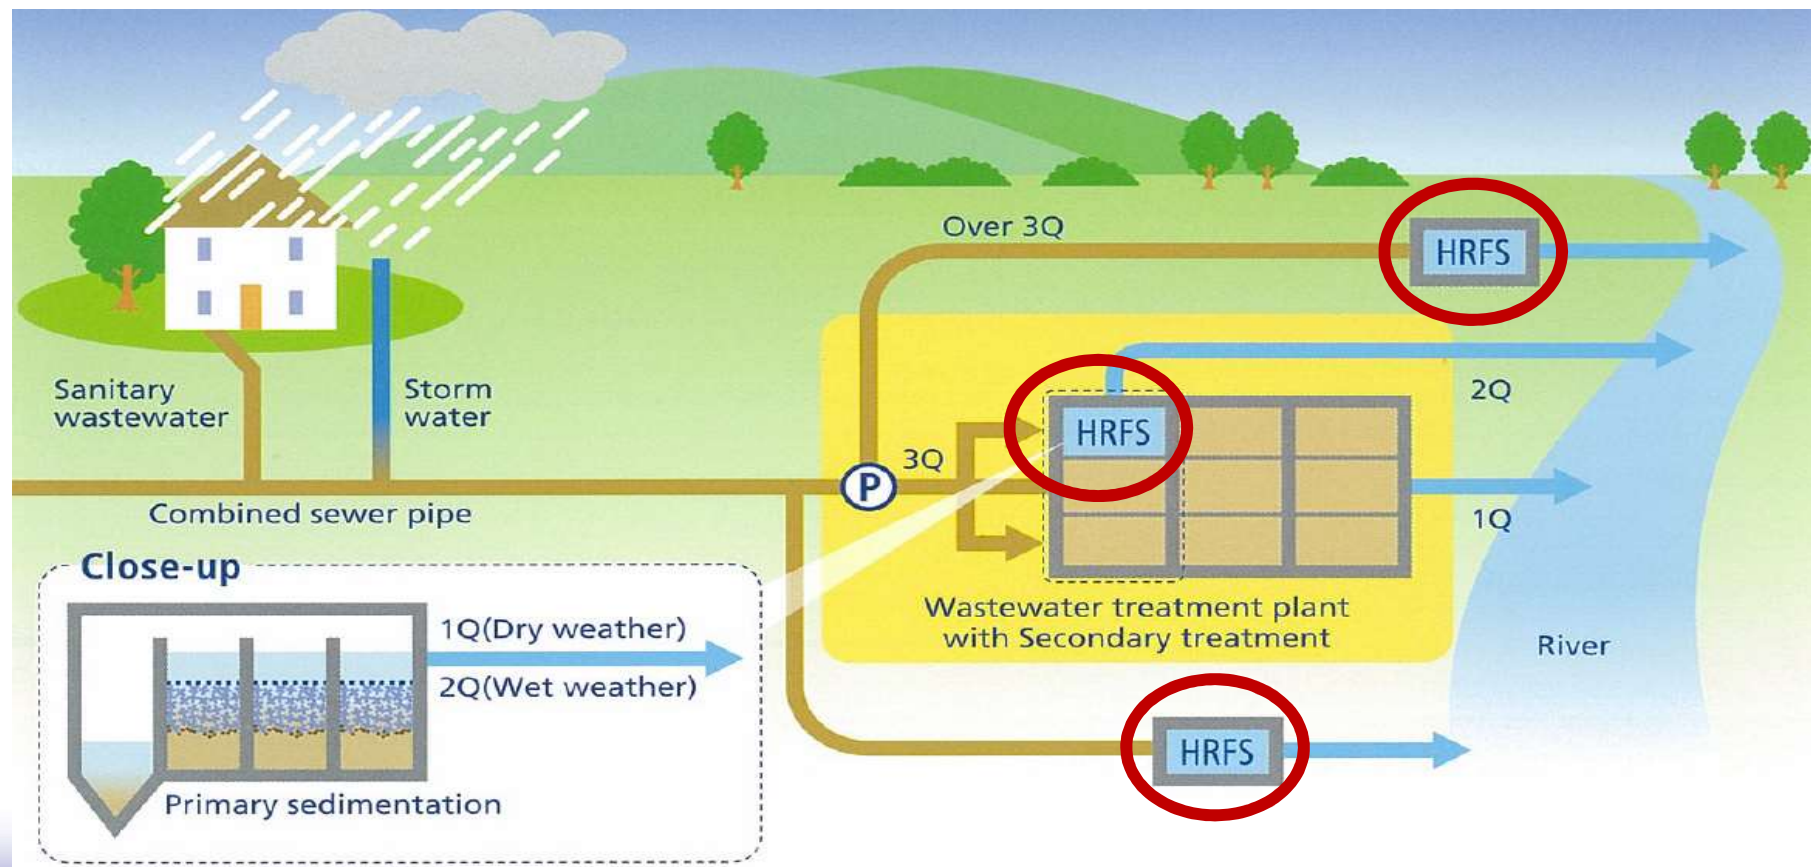 Over 3Q
HRFS
Sanitary
wastewater
Storm
water
2Q
HRFS
3Q
P
Combined sewer pipe
1Q
Close-up
Wastewater treatment plant
with Secondary treatment
1Q(Dry weather)
2Q(Wet weather)
River
HRFS
Primary sedimentation